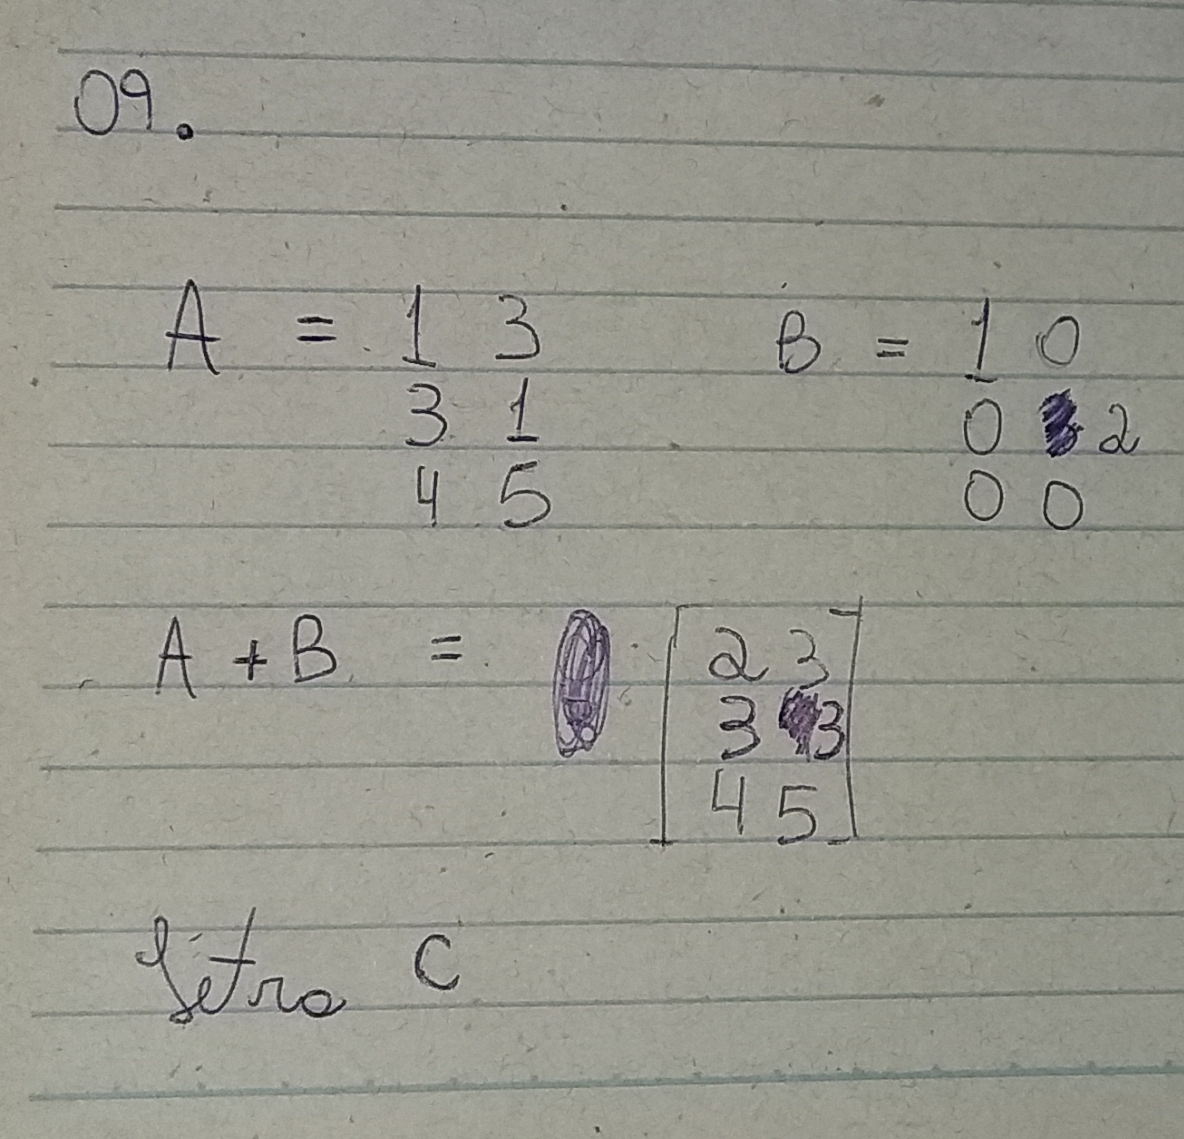 09.
A = 1 3 B = 1 0
3 1 0 2
4 5 0 0
A + B = 2 3
3 3
4 5
letra C